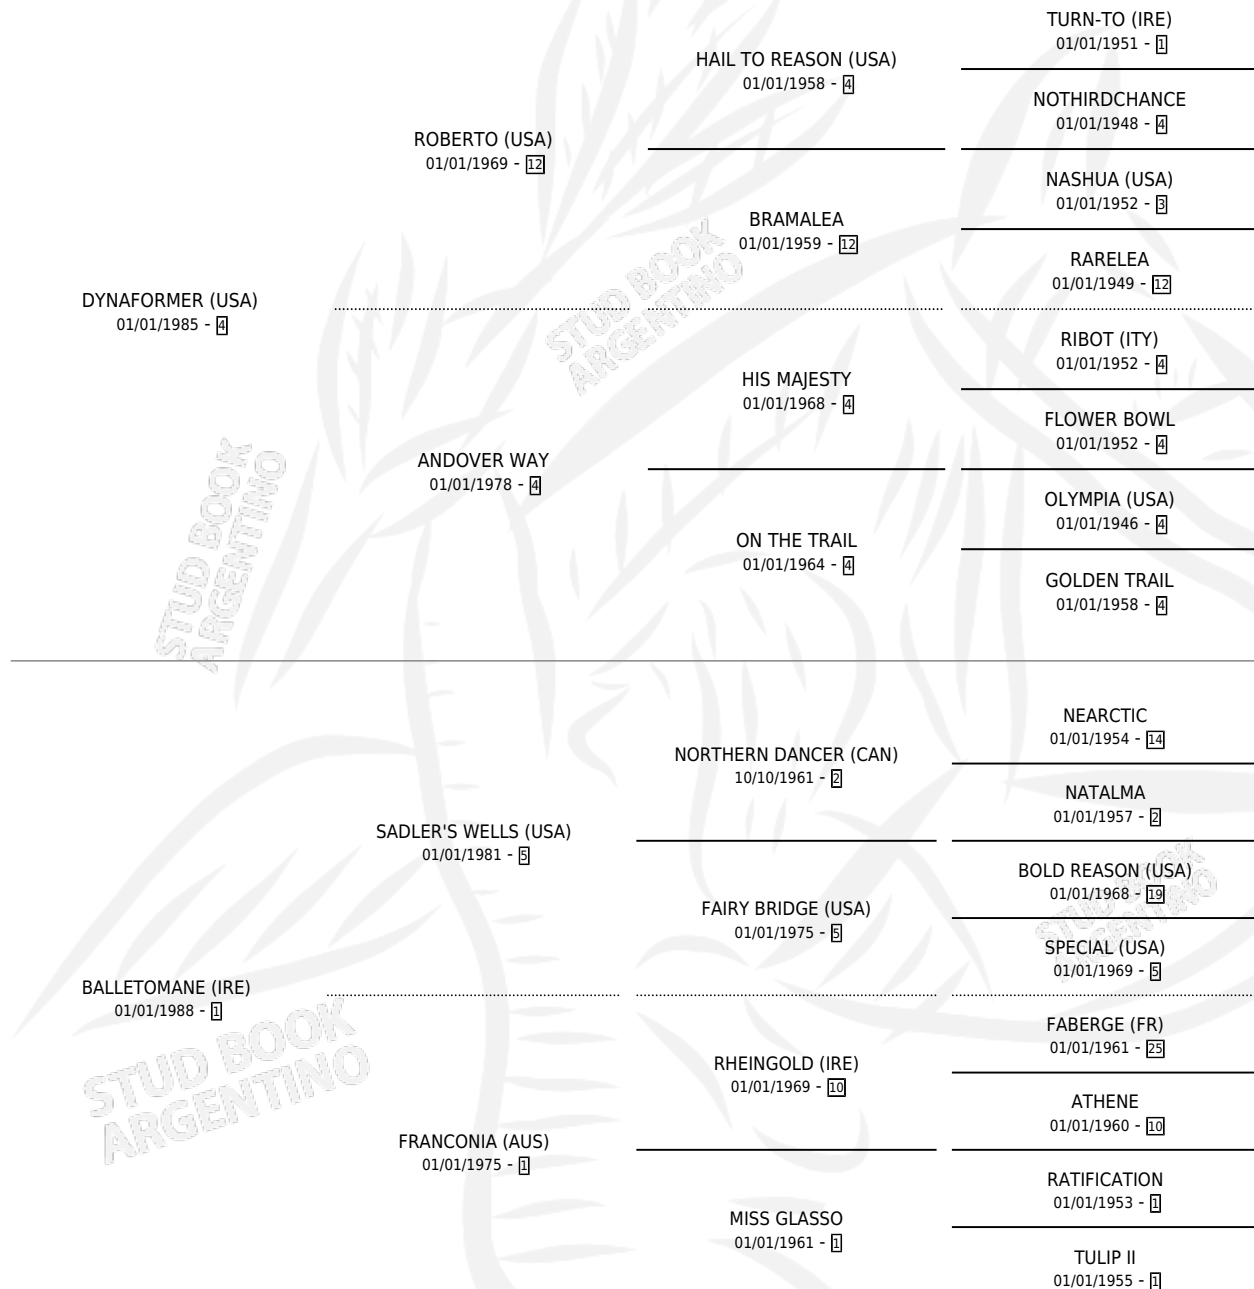 TURN-TO (IRE)
01/01/1951 - 1
HAIL TO REASON (USA)
01/01/1958 - 4
NOTHIRDCHANCE
01/01/1948 - 4
ROBERTO (USA)
01/01/1969 - 12
NASHUA (USA)
01/01/1952 - 3
BRAMALEA
01/01/1959 - 12
RARELEA
01/01/1949 - 12
DYNAFORMER (USA)
01/01/1985 - 4
RIBOT (ITY)
01/01/1952 - 4
HIS MAJESTY
01/01/1968 - 4
FLOWER BOWL
01/01/1952 - 4
ANDOVER WAY
01/01/1978 - 4
OLYMPIA (USA)
01/01/1946 - 4
ON THE TRAIL
01/01/1964 - 4
GOLDEN TRAIL
01/01/1958 - 4
NEARCTIC
01/01/1954 - 14
NORTHERN DANCER (CAN)
10/10/1961 - 2
NATALMA
01/01/1957 - 2
SADLER'S WELLS (USA)
01/01/1981 - 5
BOLD REASON (USA)
01/01/1968 - 19
FAIRY BRIDGE (USA)
01/01/1975 - 5
SPECIAL (USA)
01/01/1969 - 5
BALLETOMANE (IRE)
01/01/1988 - 1
FABERGE (FR)
01/01/1961 - 25
RHEINGOLD (IRE)
01/01/1969 - 10
ATHENE
01/01/1960 - 10
FRANCONIA (AUS)
01/01/1975 - 1
RATIFICATION
01/01/1953 - 1
MISS GLASSO
01/01/1961 - 1
TULIP II
01/01/1955 - 1
STUD BOOK
ARGENTINO
STUD BOOK
ARGENTINO
STUD BOOK
ARGENTINO
STUD BOOK
ARGENTINO